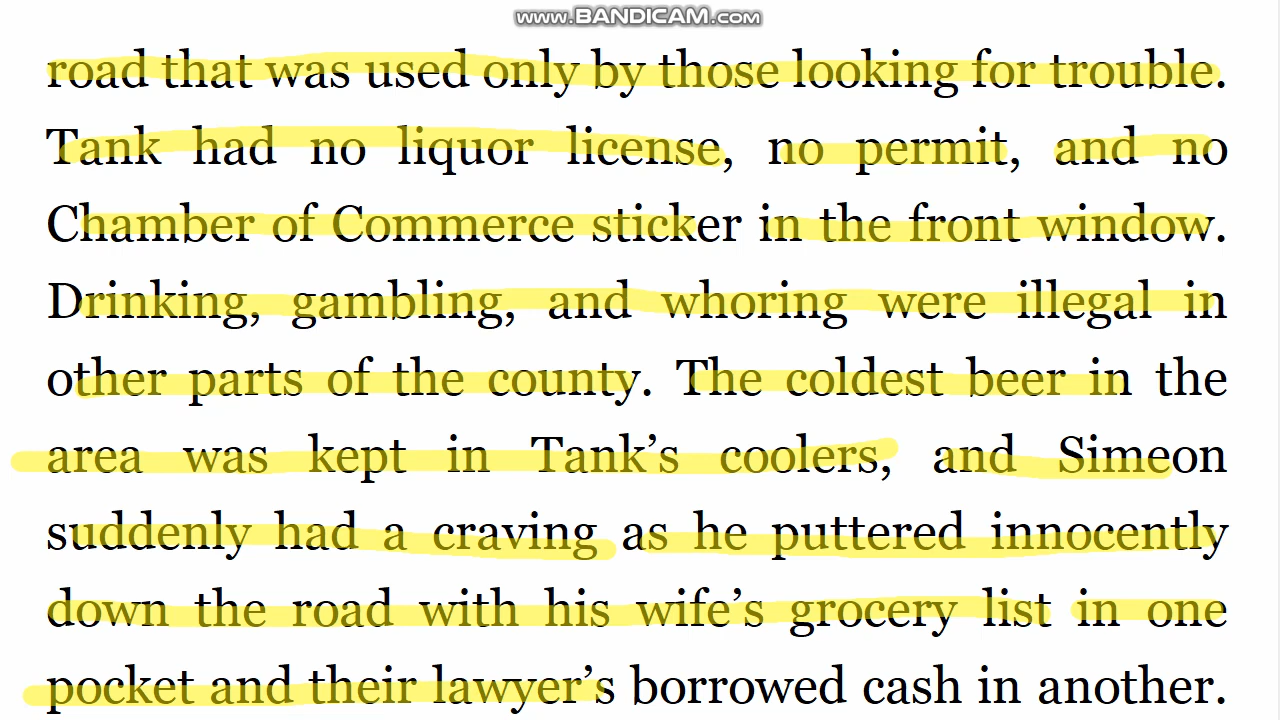 www.BANDICAM.com
road that was used only by those looking for trouble.
Tank had no liquor license, no permit, and no
Chamber of Commerce sticker in the front window.
Drinking, gambling, and whoring were illegal in
other parts of the county. The coldest beer in the
area was kept in Tank’s coolers, and Simeon
suddenly had a craving as he puttered innocently
down the road with his wife’s grocery list in one
pocket and their lawyer’s borrowed cash in another.